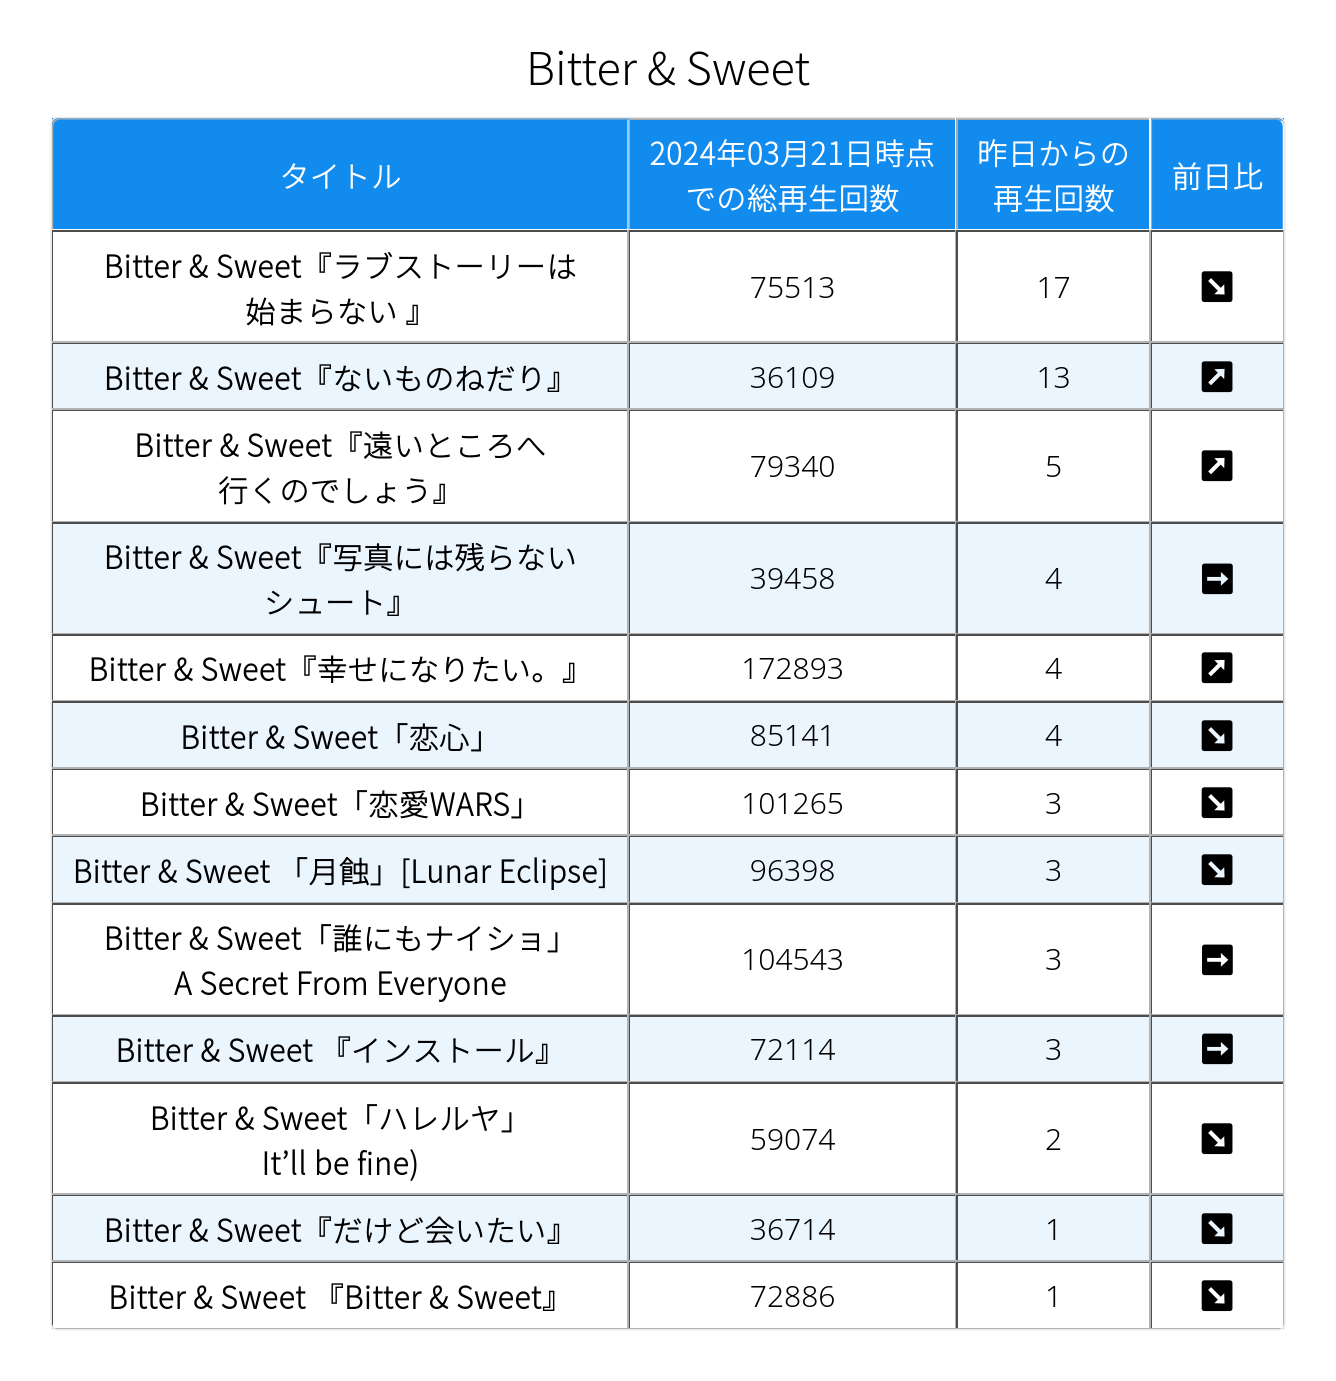 Bitter & Sweet
タイトル
2024年03月21日時点
での総再生回数
昨日からの
再生回数
前日比
Bitter & Sweet『ラブストーリーは
始まらない 』
75513
17
Bitter & Sweet『ないものねだり』
36109
13
Bitter & Sweet『遠いところへ
行くのでしょう』
79340
5
Bitter & Sweet『写真には残らない
シュート』
39458
4
Bitter & Sweet『幸せになりたい。』
172893
4
Bitter & Sweet「恋心」
85141
4
Bitter & Sweet「恋愛WARS」
101265
3
Bitter & Sweet 「月蝕」[Lunar Eclipse]
96398
3
Bitter & Sweet「誰にもナイショ」
A Secret From Everyone
104543
3
Bitter & Sweet 『インストール』
72114
3
Bitter & Sweet「ハレルヤ」
It’ll be fine)
59074
2
Bitter & Sweet『だけど会いたい』
36714
1
Bitter & Sweet 『Bitter & Sweet』
72886
1